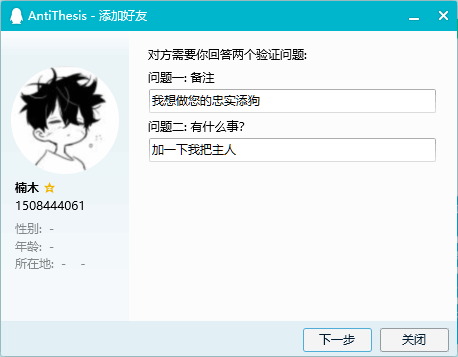 AntiThesis - 添加好友
对方需要你回答两个验证问题:
问题一: 备注
我想做您的忠实添狗
问题二: 有什么事?
加一下我把主人
楠木
1508444061
性别: -
年龄: -
所在地: - -
下一步
关闭